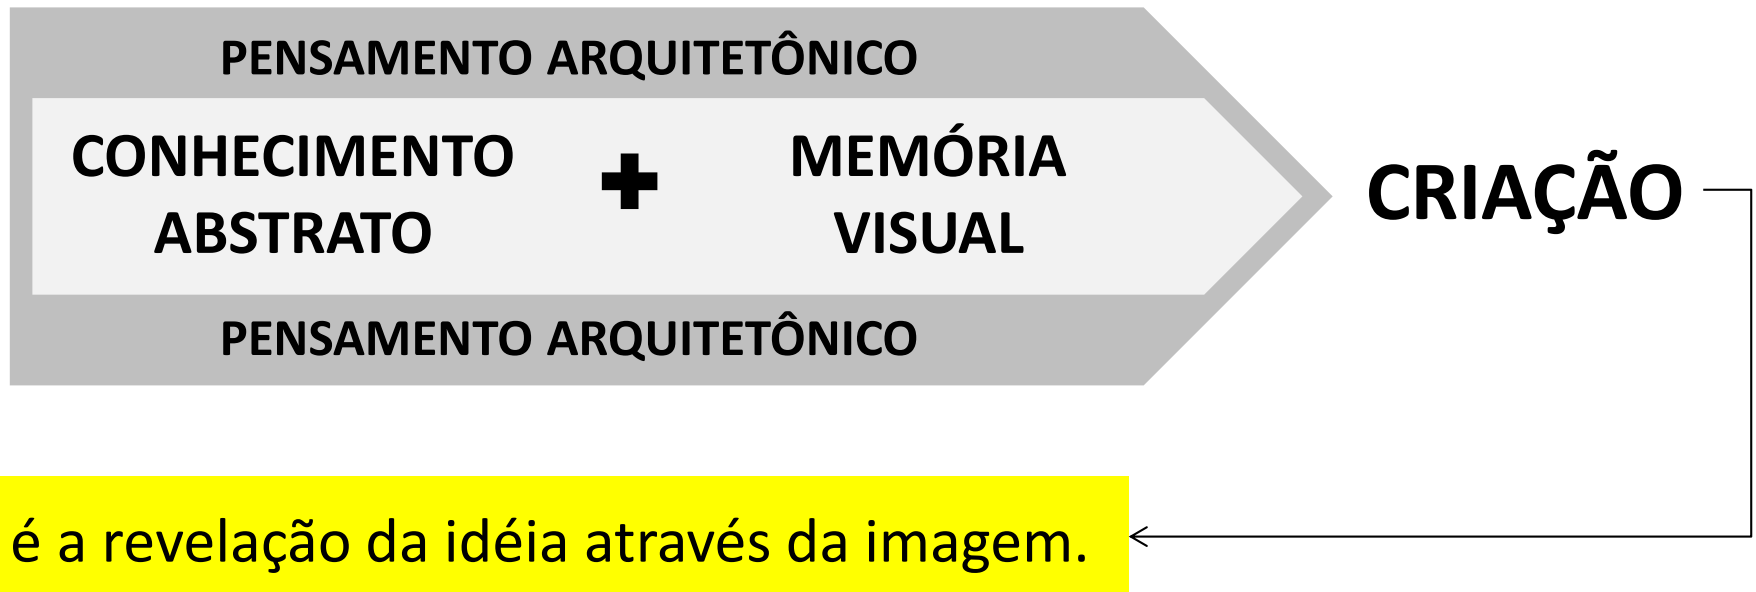 PENSAMENTO ARQUITETÔNICO
CONHECIMENTO
ABSTRATO
+
MEMÓRIA
VISUAL
PENSAMENTO ARQUITETÔNICO
CRIAÇÃO
é a revelação da idéia através da imagem.